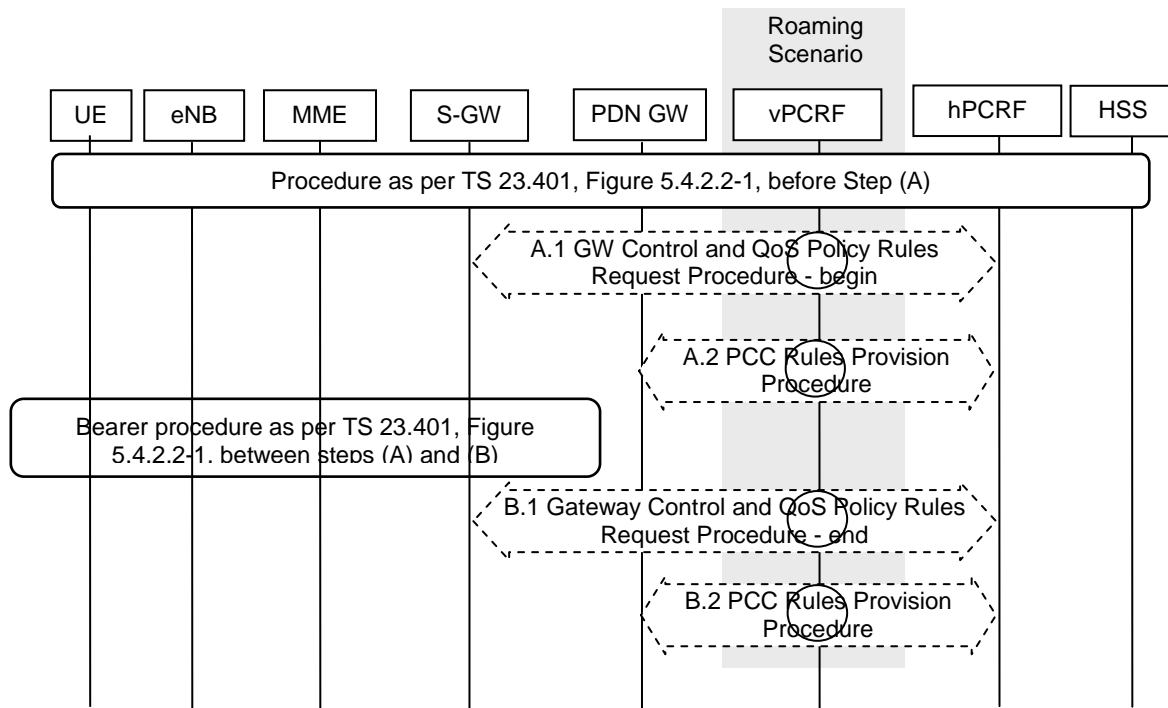 Roaming
Scenario
UE
eNB
MME
S-GW
PDN GW
vPCRF
hPCRF
HSS
Procedure as per TS 23.401, Figure 5.4.2.2-1, before Step (A)
A.1 GW Control and QoS Policy Rules
Request Procedure - begin
A.2 PCC Rules Provision
Procedure
Bearer procedure as per TS 23.401, Figure
5.4.2.2-1, between steps (A) and (B)
B.1 Gateway Control and QoS Policy Rules
Request Procedure - end
B.2 PCC Rules Provision
Procedure